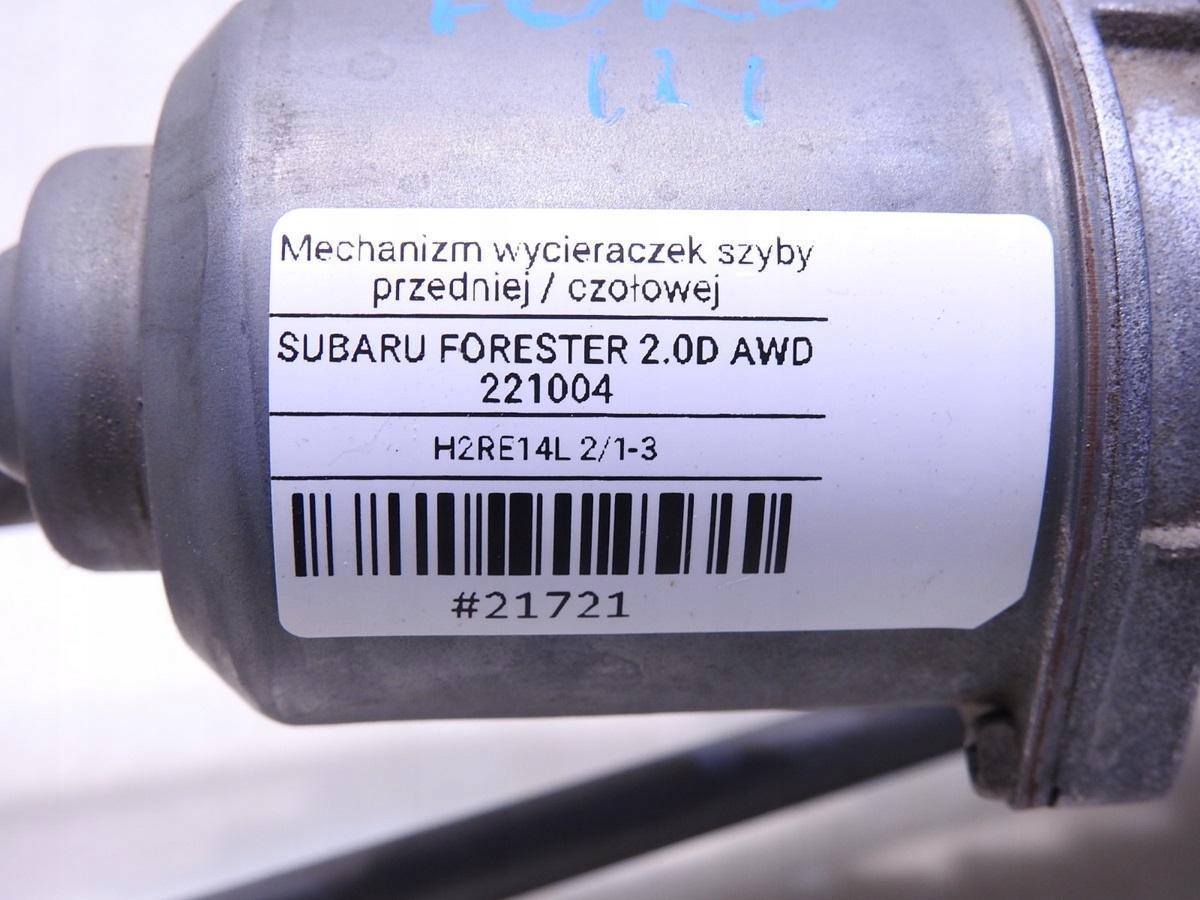 Mechanizm wycieraczek szyby
przedniej / czołowej
SUBARU FORESTER 2.0D AWD
221004
H2RE14L 2/1-3
#21721